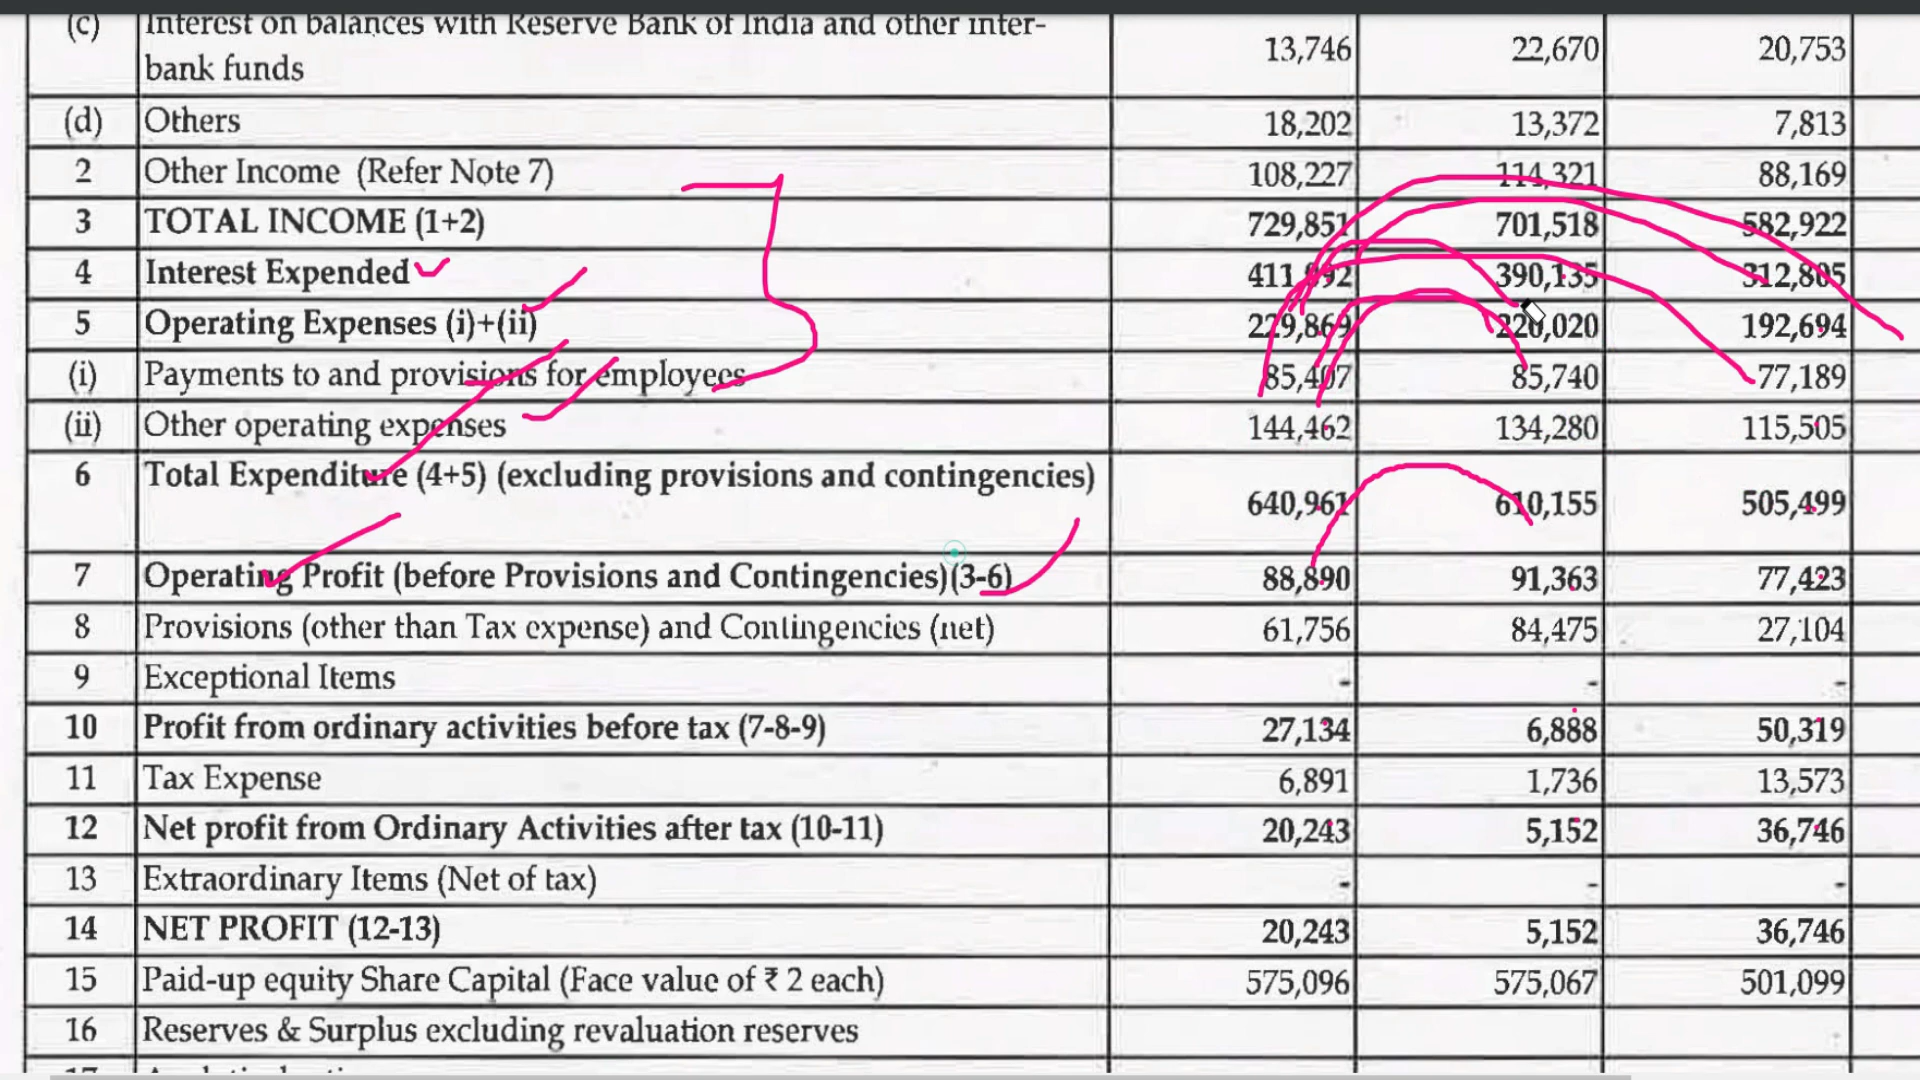 (c) Interest on balances with Reserve Bank of India and other inter-
bank funds 13,746 22,670 20,753
(d) Others 18,202 13,372 7,813
2 Other Income (Refer Note 7) 108,227 114,321 88,169
3 TOTAL INCOME (1+2) 729,851 701,518 582,922
4 Interest Expended 411,092 390,135 312,805
5 Operating Expenses (i)+(ii) 229,869 220,020 192,694
(i) Payments to and provisions for employees 85,407 85,740 77,189
(ii) Other operating expenses 144,462 134,280 115,505
6 Total Expenditure (4+5) (excluding provisions and contingencies) 640,961 610,155 505,499
7 Operating Profit (before Provisions and Contingencies)(3-6) 88,890 91,363 77,423
8 Provisions (other than Tax expense) and Contingencies (net) 61,756 84,475 27,104
9 Exceptional Items - - -
10 Profit from ordinary activities before tax (7-8-9) 27,134 6,888 50,319
11 Tax Expense 6,891 1,736 13,573
12 Net profit from Ordinary Activities after tax (10-11) 20,243 5,152 36,746
13 Extraordinary Items (Net of tax) - - -
14 NET PROFIT (12-13) 20,243 5,152 36,746
15 Paid-up equity Share Capital (Face value of ₹ 2 each) 575,096 575,067 501,099
16 Reserves & Surplus excluding revaluation reserves